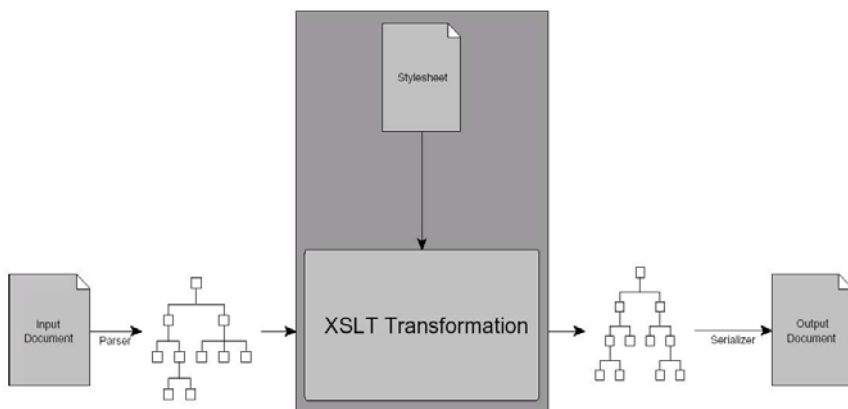 Stylesheet
XSLT Transformation
Input
Document
Parser
Serializer
Output
Document